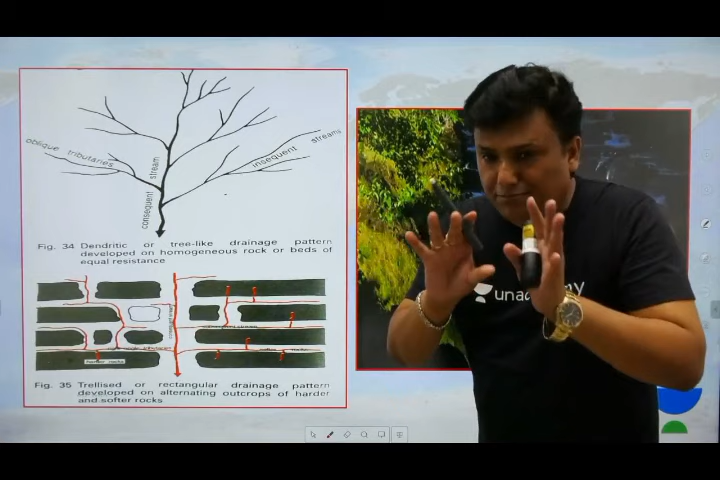 oblique tributaries
insequent streams
consequent stream
Fig. 34 Dendritic or tree-like drainage pattern
developed on homogeneous rock or beds of
equal resistance
harder rocks
Fig. 35 Trellised or rectangular drainage pattern
developed on alternating outcrops of harder
and softer rocks
unacademy